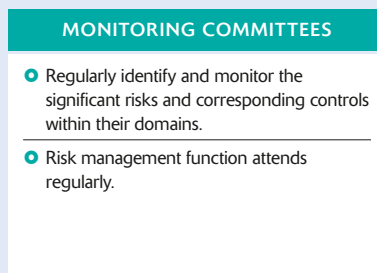 MONITORING COMMITTEES
Regularly identify and monitor the
significant risks and corresponding controls
within their domains.
Risk management function attends
regularly.